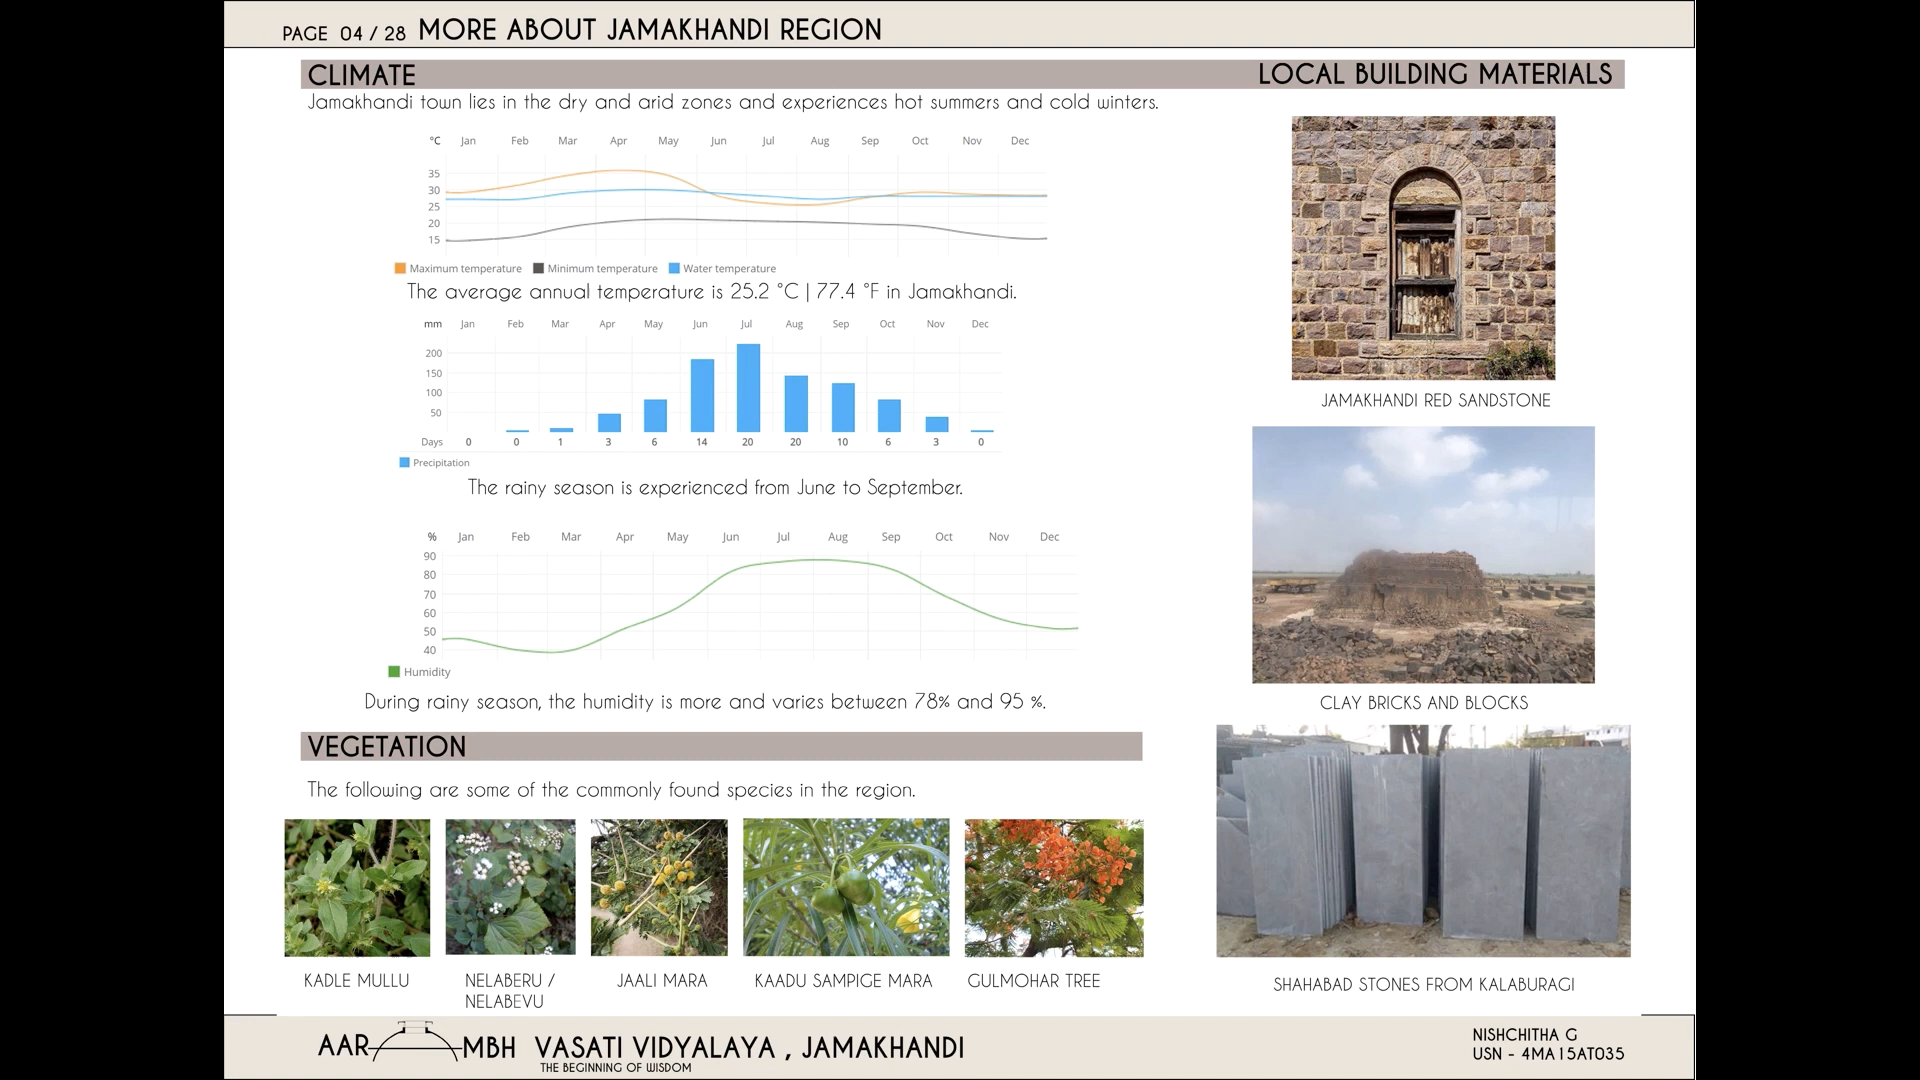 PAGE 04 / 28 MORE ABOUT JAMAKHANDI REGION
CLIMATE
Jamakhandi town lies in the dry and arid zones and experiences hot summers and cold winters.
°C Jan Feb Mar Apr May Jun Jul Aug Sep Oct Nov Dec
35
30
25
20
15
Maximum temperature Minimum temperature Water temperature
The average annual temperature is 25.2 °C | 77.4 °F in Jamakhandi.
mm Jan Feb Mar Apr May Jun Jul Aug Sep Oct Nov Dec
200
150
100
50
Days 0 0 1 3 6 14 20 20 10 6 3 0
Precipitation
The rainy season is experienced from June to September.
% Jan Feb Mar Apr May Jun Jul Aug Sep Oct Nov Dec
90
80
70
60
50
40
Humidity
During rainy season, the humidity is more and varies between 78% and 95 %.
VEGETATION
The following are some of the commonly found species in the region.
KADLE MULLU
NELABERU /
NELABEVU
JAALI MARA
KAADU SAMPIGE MARA
GULMOHAR TREE
LOCAL BUILDING MATERIALS
JAMAKHANDI RED SANDSTONE
CLAY BRICKS AND BLOCKS
SHAHABAD STONES FROM KALABURAGI
AAR MBH VASATI VIDYALAYA , JAMAKHANDI
THE BEGINNING OF WISDOM
NISHCHITHA G
USN - 4MA15AT035